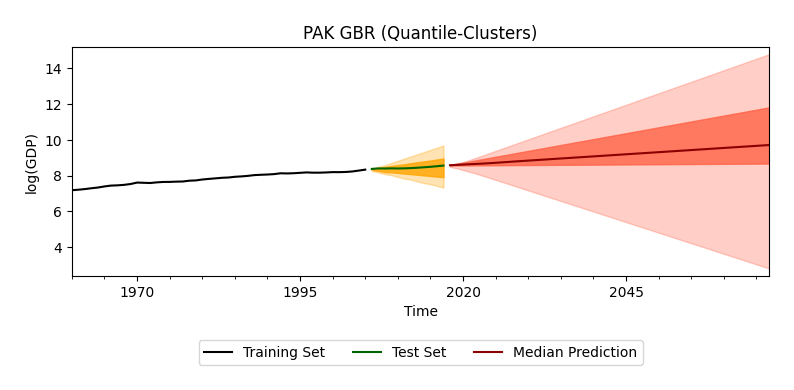 PAK GBR (Quantile-Clusters)
14
12
10
8
6
4
log(GDP)
1970 1995 2020 2045
Time
Training Set Test Set Median Prediction